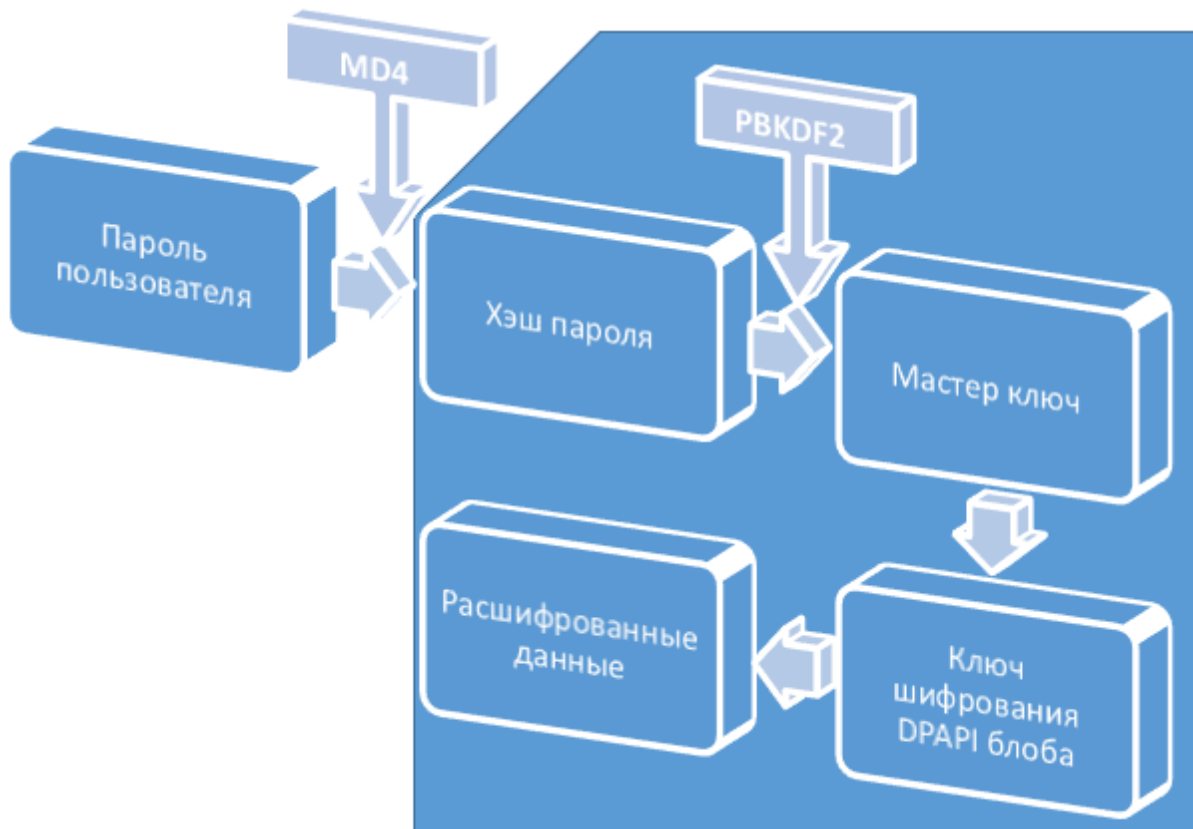 MD4
PBKDF2
Пароль
пользователя
Хэш пароля
Мастер ключ
Расшифрованные
данные
Ключ
шифрования
DPAPI блоба